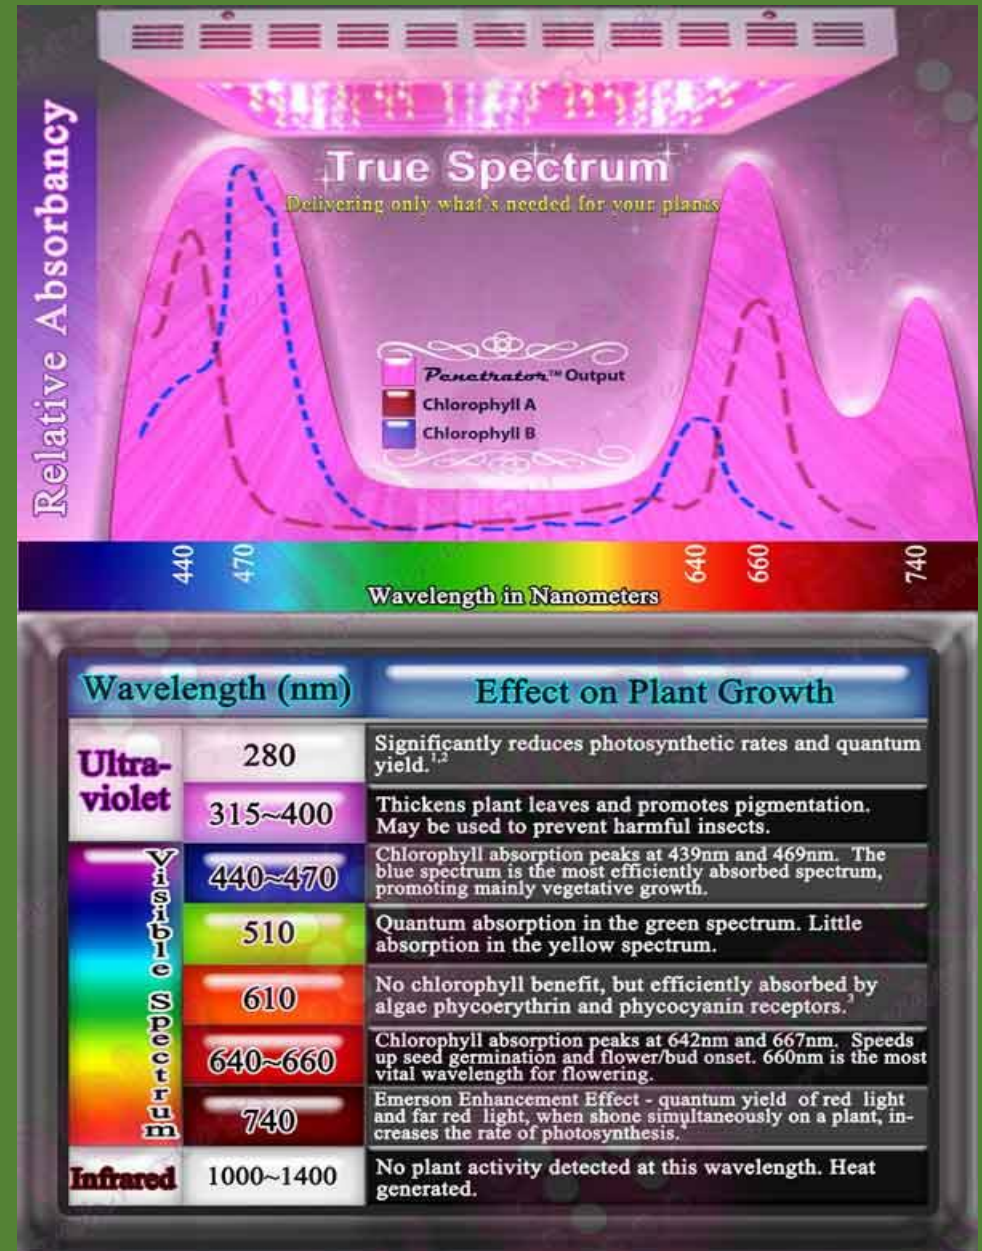 True Spectrum
Delivering only what's needed for your plants
Relative Absorbancy
Penetrator™ Output
Chlorophyll A
Chlorophyll B
440
470
640
660
740
Wavelength in Nanometers
Wavelength (nm)
Effect on Plant Growth
Ultra-
violet
280
Significantly reduces photosynthetic rates and quantum
yield.1,2
315~400
Thickens plant leaves and promotes pigmentation.
May be used to prevent harmful insects.
Visible Spectrum
440~470
Chlorophyll absorption peaks at 439nm and 469nm. The
blue spectrum is the most efficiently absorbed spectrum,
promoting mainly vegetative growth.
510
Quantum absorption in the green spectrum. Little
absorption in the yellow spectrum.
610
No chlorophyll benefit, but efficiently absorbed by
algae phycoerythrin and phycocyanin receptors.3
640~660
Chlorophyll absorption peaks at 642nm and 667nm. Speeds
up seed germination and flower/bud onset. 660nm is the most
vital wavelength for flowering.
740
Emerson Enhancement Effect - quantum yield of red light
and far red light, when shone simultaneously on a plant, in-
creases the rate of photosynthesis.
Infrared
1000~1400
No plant activity detected at this wavelength. Heat
generated.